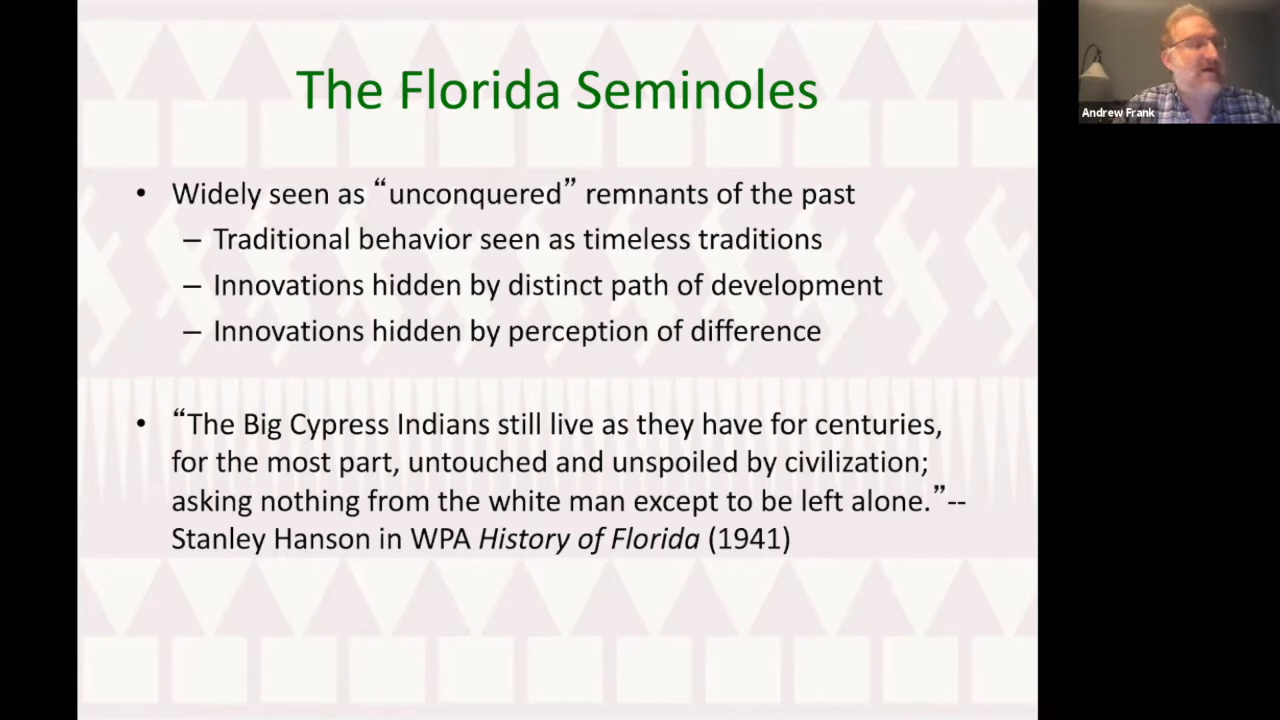 The Florida Seminoles
• Widely seen as “unconquered” remnants of the past
– Traditional behavior seen as timeless traditions
– Innovations hidden by distinct path of development
– Innovations hidden by perception of difference
• “The Big Cypress Indians still live as they have for centuries,
for the most part, untouched and unspoiled by civilization;
asking nothing from the white man except to be left alone.”--
Stanley Hanson in WPA History of Florida (1941)
Andrew Frank